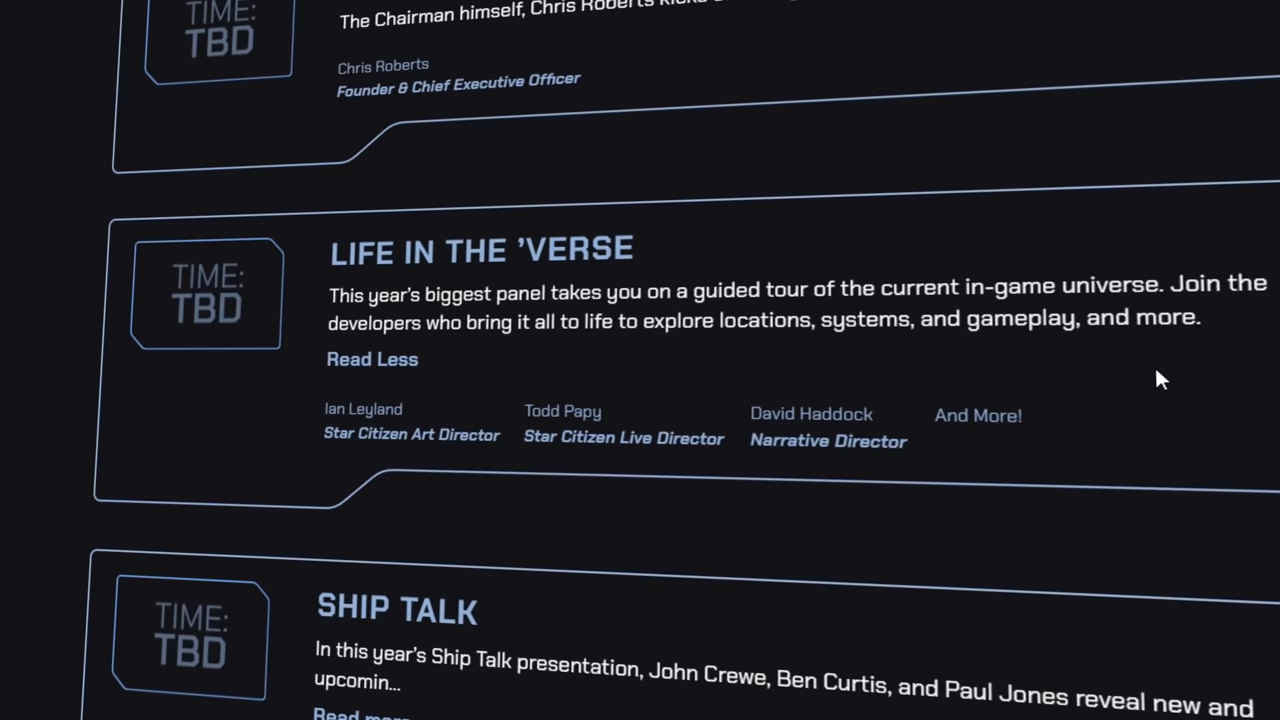 TIME:
TBD
The Chairman himself, Chris Roberts
Chris Roberts
Founder & Chief Executive Officer
TIME:
TBD
LIFE IN THE ’VERSE
This year’s biggest panel takes you on a guided tour of the current in-game universe. Join the
developers who bring it all to life to explore locations, systems, and gameplay, and more.
Read Less
Ian Leyland
Star Citizen Art Director
Todd Papy
Star Citizen Live Director
David Haddock
Narrative Director
And More!
TIME:
TBD
SHIP TALK
In this year’s Ship Talk presentation, John Crewe, Ben Curtis, and Paul Jones reveal new and
upcomin...
Read more